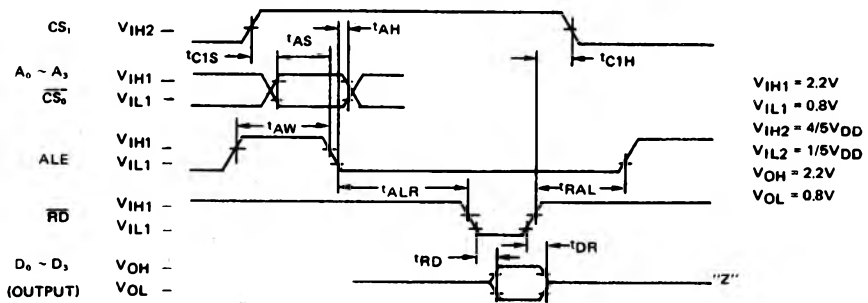 CS₁ VIH2
tC1S tAS tAH tC1H
A₀ ~ A₃ VIH1
C̅S̅₀̅ VIL1
tAW
ALE VIH1
VIL1
tALR tRAL
R̅D̅ VIH1
VIL1
tRD tDR
D₀ ~ D₃ VOH
(OUTPUT) VOL
"Z"
VIH1 = 2.2V
VIL1 = 0.8V
VIH2 = 4/5VDD
VIL2 = 1/5VDD
VOH = 2.2V
VOL = 0.8V